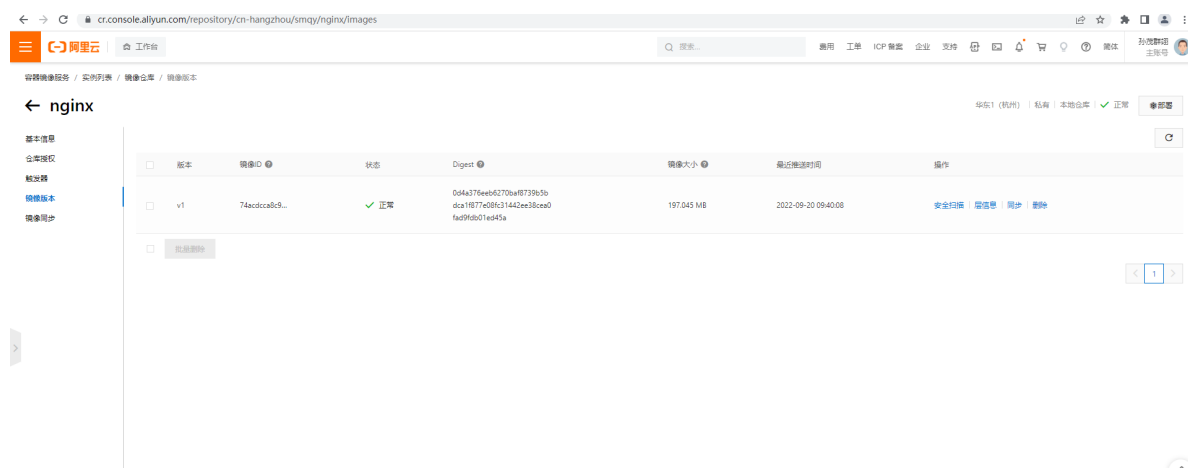 cr.console.aliyun.com/repository/cn-hangzhou/smqy/nginx/images
阿里云 工作台 搜索... 费用 工单 ICP 备案 企业 支持 简体
主账号
容器镜像服务 / 实例列表 / 镜像仓库 / 镜像版本
nginx 华东1 (杭州) 私有 本地仓库 正常 部署
基本信息
仓库授权
触发器
镜像版本
镜像同步
版本 镜像ID 状态 Digest 镜像大小 最近推送时间 操作
v1 74acdcca8c9... 正常 0d4a376eeb6270baf8739b5b
dca1f877e08fc31442ee38cea0
fad9fdb01ed45a
197.045 MB 2022-09-20 09:40:08 安全扫描 层信息 同步 删除
批量删除
1